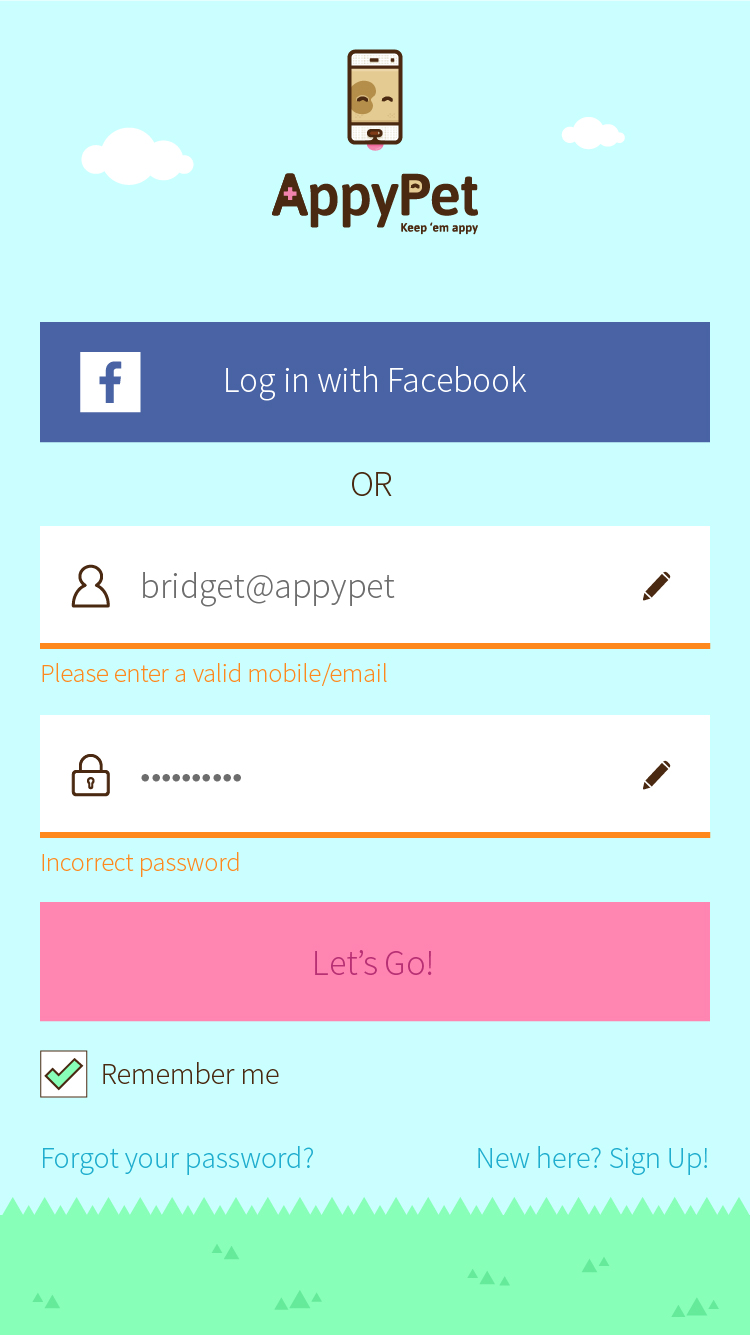 AppyPet
Keep ‘em appy
Log in with Facebook
OR
bridget@appypet
Please enter a valid mobile/email
••••••••••
Incorrect password
Let’s Go!
Remember me
Forgot your password? New here? Sign Up!